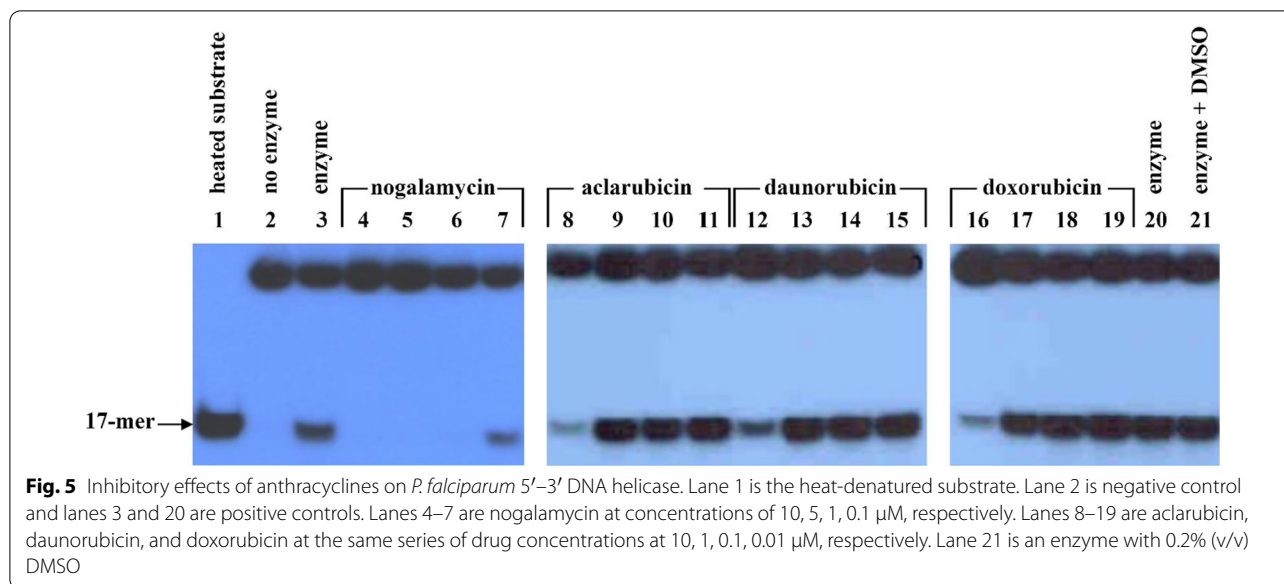 heated substrate
no enzyme
enzyme
nogalamycin
aclarubicin
daunorubicin
doxorubicin
enzyme
enzyme + DMSO
1 2 3 4 5 6 7 8 9 10 11 12 13 14 15 16 17 18 19 20 21
17-mer
Fig. 5 Inhibitory effects of anthracyclines on P. falciparum 5′–3′ DNA helicase. Lane 1 is the heat-denatured substrate. Lane 2 is negative control
and lanes 3 and 20 are positive controls. Lanes 4–7 are nogalamycin at concentrations of 10, 5, 1, 0.1 μM, respectively. Lanes 8–19 are aclarubicin,
daunorubicin, and doxorubicin at the same series of drug concentrations at 10, 1, 0.1, 0.01 μM, respectively. Lane 21 is an enzyme with 0.2% (v/v)
DMSO